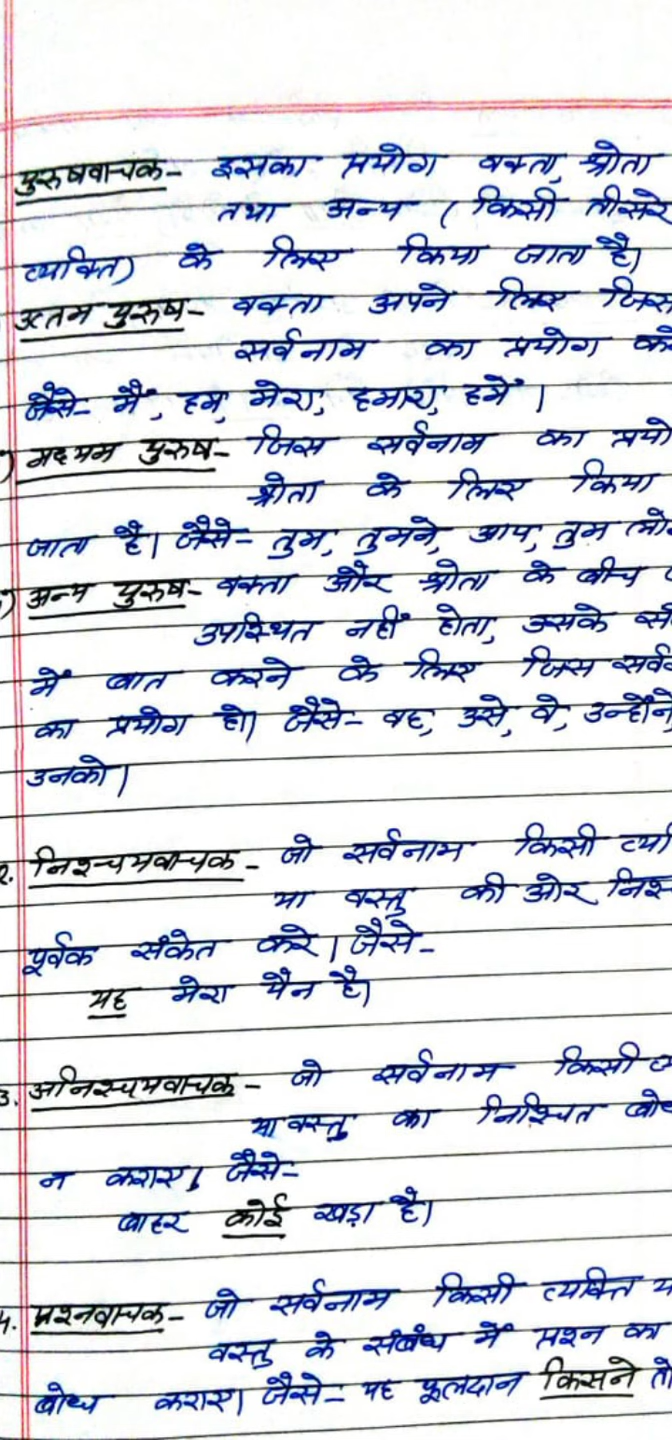 पुरुषवाचक- इसका प्रयोग वक्ता, श्रोता
तथा अन्य (किसी तीसरे
व्यक्ति) के लिए किया जाता है।
उत्तम पुरुष- वक्ता अपने लिए जिस
सर्वनाम का प्रयोग करे
जैसे- मैं, हम, मेरा, हमारा, हमें।
) मध्यम पुरुष- जिस सर्वनाम का प्रयो
श्रोता के लिए किया
जाता है। जैसे- तुम, तुमने, आप, तुम लो
) अन्य पुरुष- वक्ता और श्रोता के बीच
उपस्थित नहीं होता, उसके सं
में बात करने के लिए जिस सर्व
का प्रयोग हो। जैसे- वह, उसे, वे, उन्होंने
उनको।
2. निश्चयवाचक- जो सर्वनाम किसी व्य
या वस्तु की ओर निश्
पूर्वक संकेत करे। जैसे-
यह मेरा पैन है।
3. अनिश्चयवाचक- जो सर्वनाम किसी व्य
या वस्तु का निश्चित बो
न कराए। जैसे-
बाहर कोई खड़ा है।
4. प्रश्नवाचक- जो सर्वनाम किसी व्यक्ति य
वस्तु के संबंध में प्रश्न का
बोध कराए। जैसे- यह फूलदान किसने तो